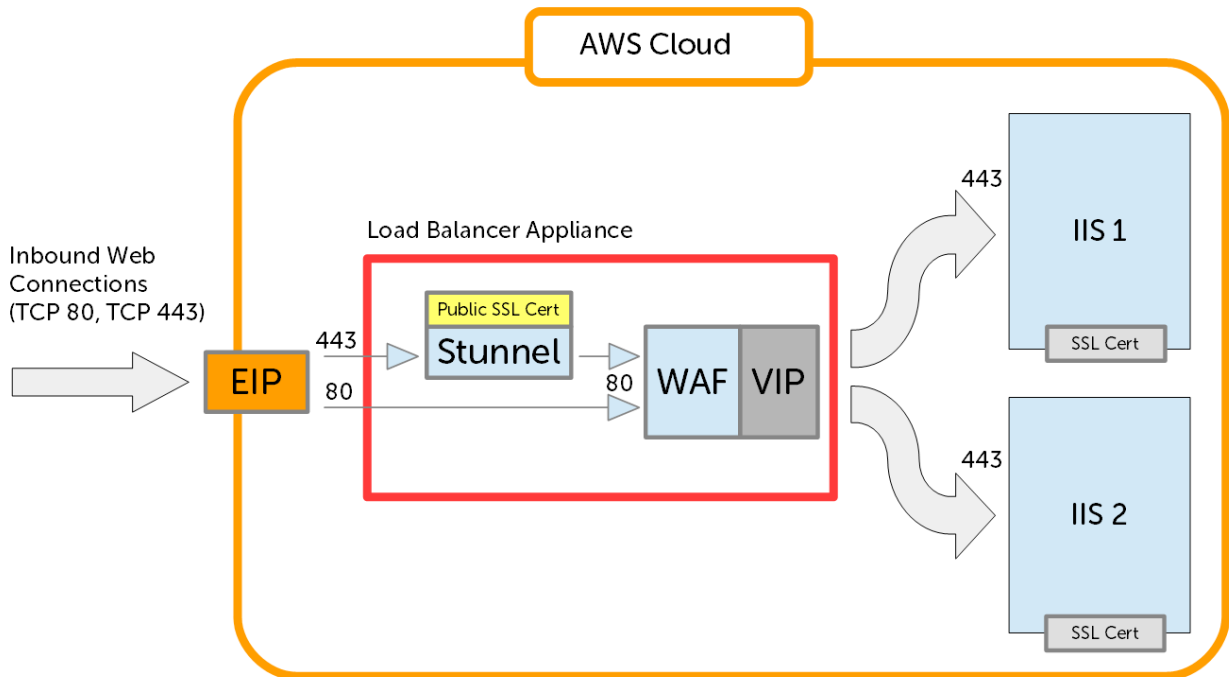 AWS Cloud
Inbound Web
Connections
(TCP 80, TCP 443)
EIP
443
80
Load Balancer Appliance
Public SSL Cert
Stunnel
80
WAF
VIP
443
IIS 1
SSL Cert
443
IIS 2
SSL Cert